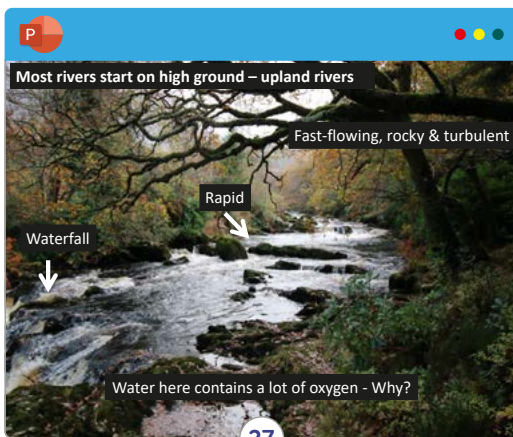 P
Most rivers start on high ground – upland rivers
Fast-flowing, rocky & turbulent
Rapid
Waterfall
Water here contains a lot of oxygen - Why?
27